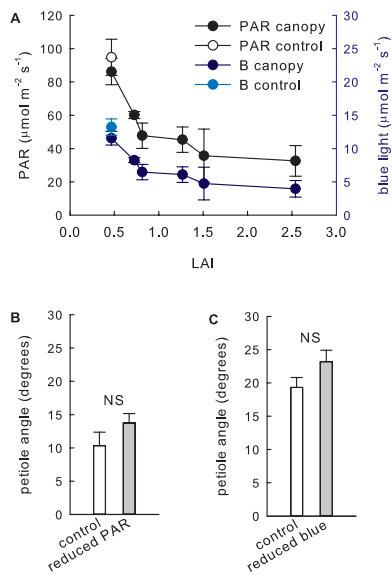 A
PAR canopy
PAR control
B canopy
B control
PAR (μmol m⁻² s⁻¹)
120
100
80
60
40
20
0
30
25
20
15
10
5
0
blue light (μmol m⁻² s⁻¹)
0.0 0.5 1.0 1.5 2.0 2.5 3.0
LAI
B
petiole angle (degrees)
30
25
20
15
10
5
0
NS
control
reduced PAR
C
petiole angle (degrees)
30
25
20
15
10
5
0
NS
control
reduced blue